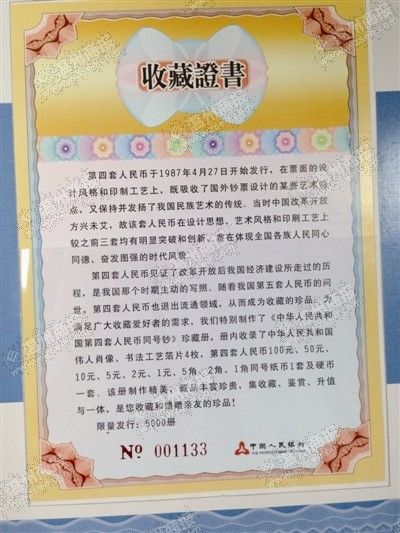 收藏證書
第四套人民币于1987年4月27日开始发行，在票面的设
计风格和印制工艺上，既吸收了国外钞票设计的某些艺术特
点，又保持并发扬了我国民族艺术的传统。当时中国改革开放
方兴未艾，故该套人民币在设计思想、艺术风格和印刷工艺上
较之前三套均有明显突破和创新、意在体现全国各族人民同心
同德、奋发图强的时代风貌
第四套人民币见证了改革开放后我国经济建设所走过的历
程，是我国那个时期生动的写照。随着我国第五套人民币的问
世，第四套人民币也退出流通领域，从而成为收藏的珍品。为
满足广大收藏爱好者的需求，我们特别制作了《中华人民共和
国第四套人民币同号钞》珍藏册，册内收录了中华人民共和国
伟人肖像、书法工艺箔片4枚，第四套人民币100元、50元、
10元、5元、2元、1元、5角、2角、1角同号纸币1套及硬币
一套。该册制作精美，藏品丰富珍贵，集收藏、鉴赏、升值
与一体，是您收藏和馈赠亲友的珍品！
限量发行：5000册
Nº 001133
中国人民银行
THE PEOPLE'S BANK OF CHINA